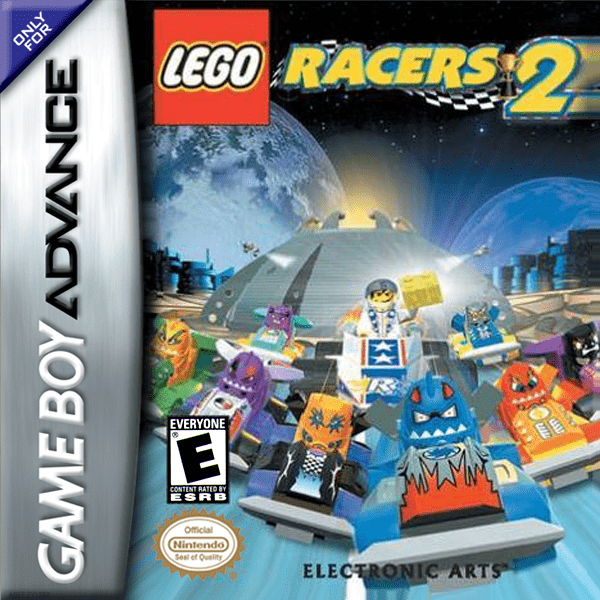 ONLY
FOR
GAME BOY ADVANCE
LEGO
RACERS 2
R
EVERYONE
E
®
CONTENT RATED BY
ESRB
Official
Nintendo
Seal of Quality
ELECTRONIC ARTS™